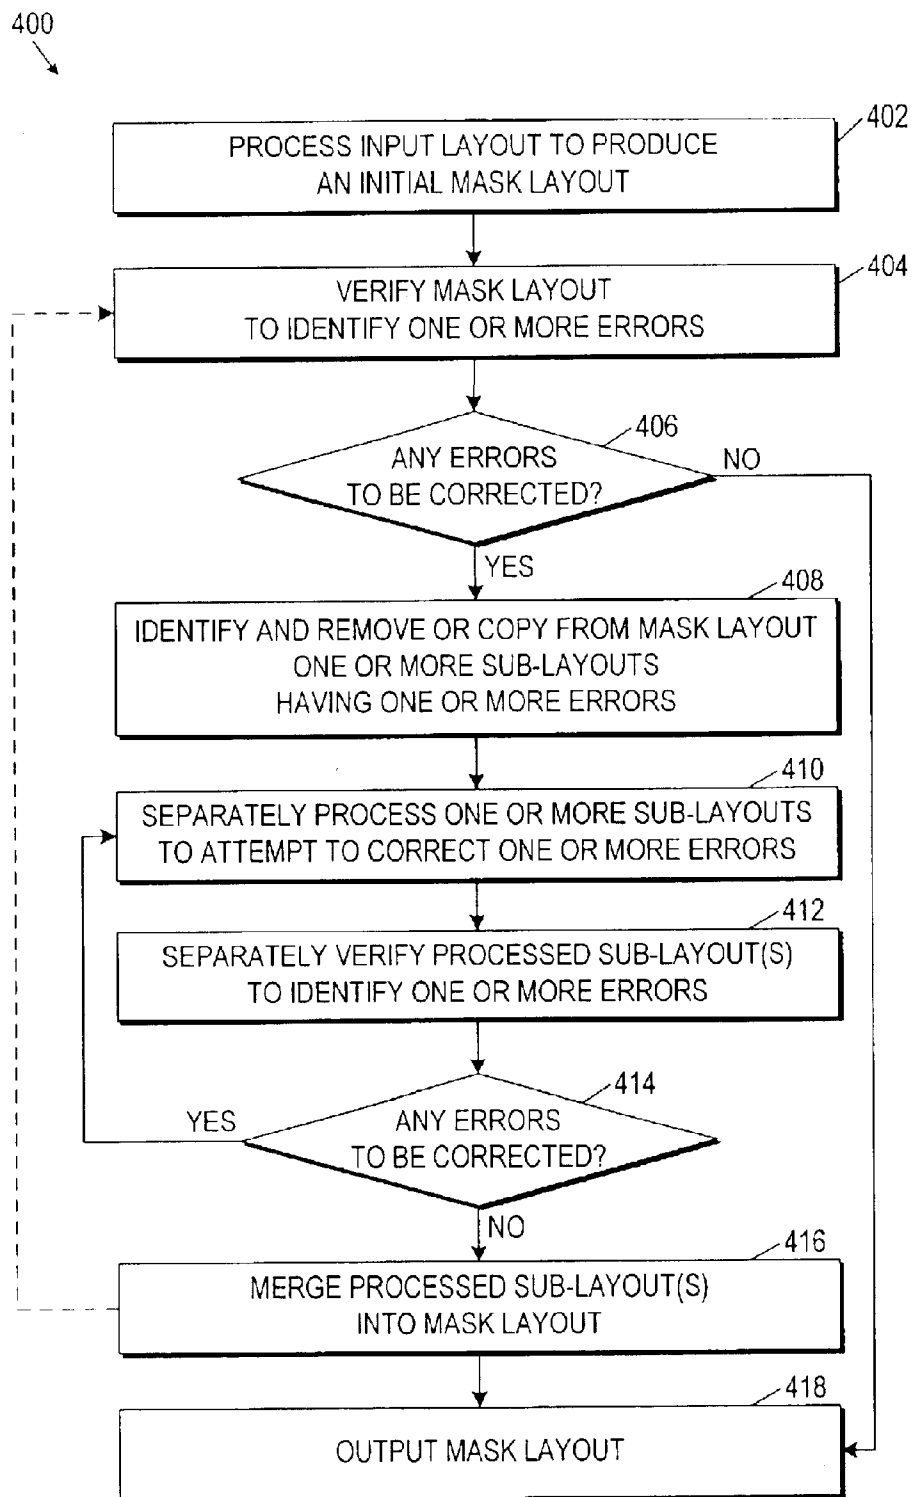 400
402
PROCESS INPUT LAYOUT TO PRODUCE
AN INITIAL MASK LAYOUT
404
VERIFY MASK LAYOUT
TO IDENTIFY ONE OR MORE ERRORS
406
ANY ERRORS
TO BE CORRECTED?
NO
YES
408
IDENTIFY AND REMOVE OR COPY FROM MASK LAYOUT
ONE OR MORE SUB-LAYOUTS
HAVING ONE OR MORE ERRORS
410
SEPARATELY PROCESS ONE OR MORE SUB-LAYOUTS
TO ATTEMPT TO CORRECT ONE OR MORE ERRORS
412
SEPARATELY VERIFY PROCESSED SUB-LAYOUT(S)
TO IDENTIFY ONE OR MORE ERRORS
414
YES
ANY ERRORS
TO BE CORRECTED?
NO
416
MERGE PROCESSED SUB-LAYOUT(S)
INTO MASK LAYOUT
418
OUTPUT MASK LAYOUT